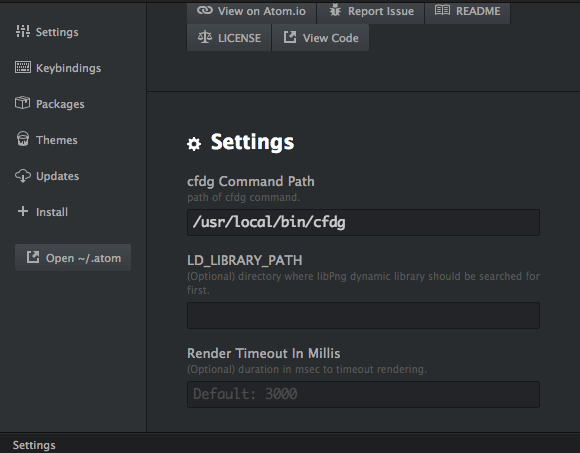 View on Atom.io Report Issue README
LICENSE View Code
Settings
Keybindings
Packages
Themes
Updates
Install
Open ~/.atom
Settings
cfdg Command Path
path of cfdg command.
/usr/local/bin/cfdg
LD_LIBRARY_PATH
(Optional) directory where libPng dynamic library should be searched for
first.
Render Timeout In Millis
(Optional) duration in msec to timeout rendering.
Default: 3000
Settings